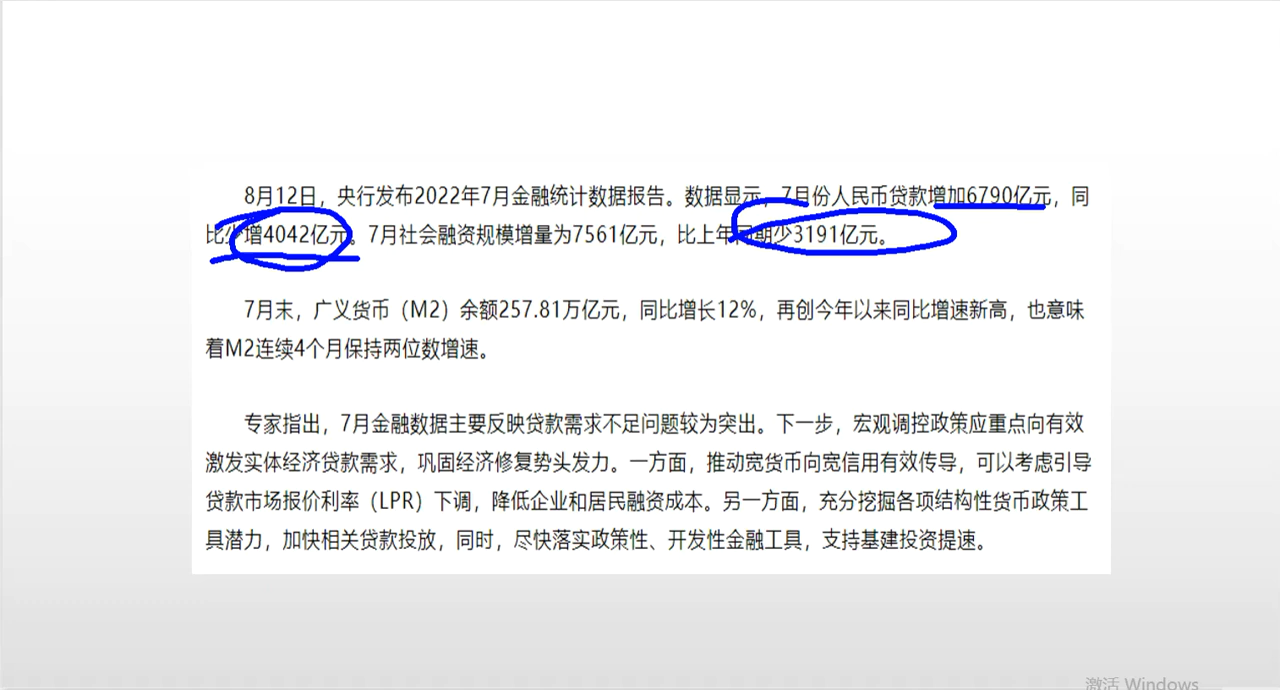 8月12日，央行发布2022年7月金融统计数据报告。数据显示，7月份人民币贷款增加6790亿元，同
比少增4042亿元。7月社会融资规模增量为7561亿元，比上年同期少3191亿元。
7月末，广义货币（M2）余额257.81万亿元，同比增长12%，再创今年以来同比增速新高，也意味
着M2连续4个月保持两位数增速。
专家指出，7月金融数据主要反映贷款需求不足问题较为突出。下一步，宏观调控政策应重点向有效
激发实体经济贷款需求，巩固经济修复势头发力。一方面，推动宽货币向宽信用有效传导，可以考虑引导
贷款市场报价利率（LPR）下调，降低企业和居民融资成本。另一方面，充分挖掘各项结构性货币政策工
具潜力，加快相关贷款投放，同时，尽快落实政策性、开发性金融工具，支持基建投资提速。
激活 Windows